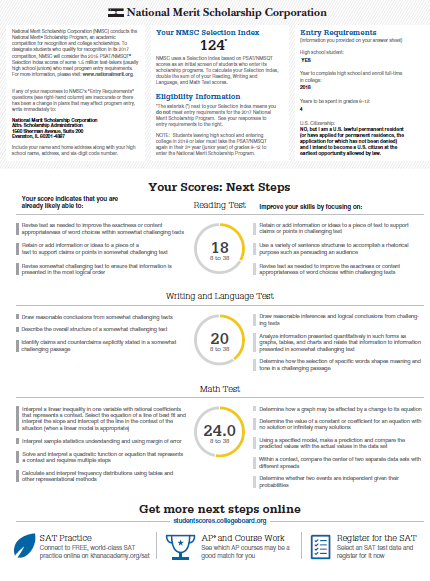 National Merit Scholarship Corporation
National Merit Scholarship Corporation (NMSC) conducts the
National Merit Scholarship Program, an academic
competition for recognition and college scholarships. To
designate students who qualify for recognition in its 2017
competition, NMSC will consider the 2015 PSAT/NMSQT®
Selection Index scores of some 1.5 million test takers (usually
high school juniors) who meet program entry requirements.
For more information, please visit: www.nationalmerit.org.
If any of your responses to NMSC's "Entry Requirements"
questions (see right-hand column) are inaccurate or there
has been a change in plans that may affect program entry,
write immediately to:
National Merit Scholarship Corporation
Attn: Scholarship Administration
1560 Sherman Avenue, Suite 200
Evanston, IL 60201-4897
Include your name and home address along with your high
school name, address, and six-digit code number.
Your NMSC Selection Index
124*
NMSC uses a Selection Index based on PSAT/NMSQT
scores as an initial screen of students who enter its
scholarship programs. To calculate your Selection Index,
double the sum of your Reading, Writing and
Language, and Math Test scores.
Eligibility Information
"The asterisk (*) next to your Selection Index means you
do not meet entry requirements for the 2017 National
Merit Scholarship Program. See your responses to
entry requirements to the right.
NOTE: Students leaving high school and entering
college in 2018 or later must take the PSAT/NMSQT
again in their 3rd year (junior year) of grades 9 to 12 to
enter the National Merit Scholarship Program.
Entry Requirements
(Information you provided on your answer sheet)
High school student:
YES
Year to complete high school and enroll full-time
in college:
2018
Years to be spent in grades 9-12:
4
U.S. Citizenship:
NO, but I am a U.S. lawful permanent resident
(or have applied for permanent residence, the
application for which has not been denied)
and I intend to become a U.S. citizen at the
earliest opportunity allowed by law.
Your Scores: Next Steps
Your score indicates that you are
already likely able to:
Reading Test
Improve your skills by focusing on:
Revise text as needed to improve the exactness or content
appropriateness of word choices within somewhat challenging texts
Retain or add information or ideas to a piece of a
text to support claims or points in somewhat challenging text
Revise somewhat challenging text to ensure that information is
presented in the most logical order
18
8 to 38
Retain or add information or ideas to a piece of text to support
claims or points in challenging text
Use a variety of sentence structures to accomplish a rhetorical
purpose such as persuading an audience
Revise text as needed to improve the exactness or content
appropriateness of word choices within challenging texts
Writing and Language Test
Draw reasonable conclusions from somewhat challenging texts
Describe the overall structure of a somewhat challenging text
Identify claims and counterclaims explicitly stated in a somewhat
challenging passage
20
8 to 38
Draw reasonable inferences and logical conclusions from challeng-
ing texts
Analyze information presented quantitatively in such forms as
graphs, tables, and charts and relate that information to information
presented in somewhat challenging text
Determine how the selection of specific words shapes meaning and
tone in a challenging passage
Math Test
Interpret a linear inequality in one variable with rational coefficients
that represents a context. Select the equation of a line of best fit and
interpret the slope and intercept of the line in the context of the
situation (when a linear model is appropriate)
Interpret sample statistics understanding and using margin of error
Solve and interpret a quadratic function or equation that represents
a context and requires multiple steps
Calculate and interpret frequency distributions using tables and
other representational methods
24.0
8 to 38
Determine how a graph may be affected by a change to its equation
Determine the value of a constant or coefficient for an equation with
no solution or infinitely many solutions
Using a specified model, make a prediction and compare the
predicted values with the actual values in the data set
Within a context, compare the center of two separate data sets with
different spreads
Determine whether two events are independent given their
probabilities
Get more next steps online
studentscores.collegeboard.org
SAT Practice
Connect to FREE, world-class SAT
practice online on khanacademy.org/sat
AP® and Course Work
See which AP courses may be a
good match for you
Register for the SAT
Select an SAT test date and
register for it now